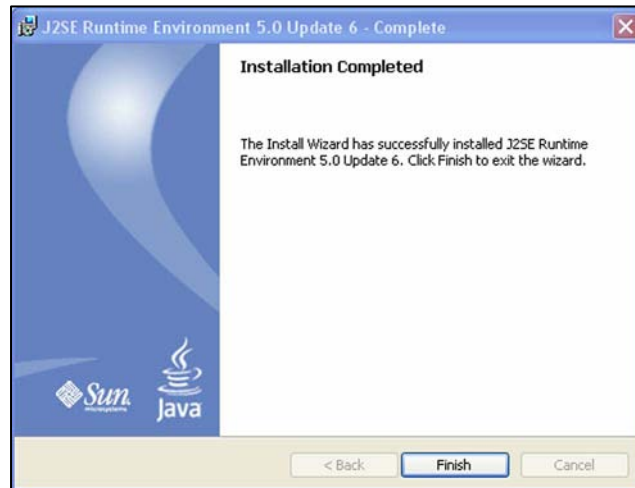 J2SE Runtime Environment 5.0 Update 6 - Complete
Installation Completed
The Install Wizard has successfully installed J2SE Runtime
Environment 5.0 Update 6. Click Finish to exit the wizard.
Sun
microsystems
Java
< Back
Finish
Cancel